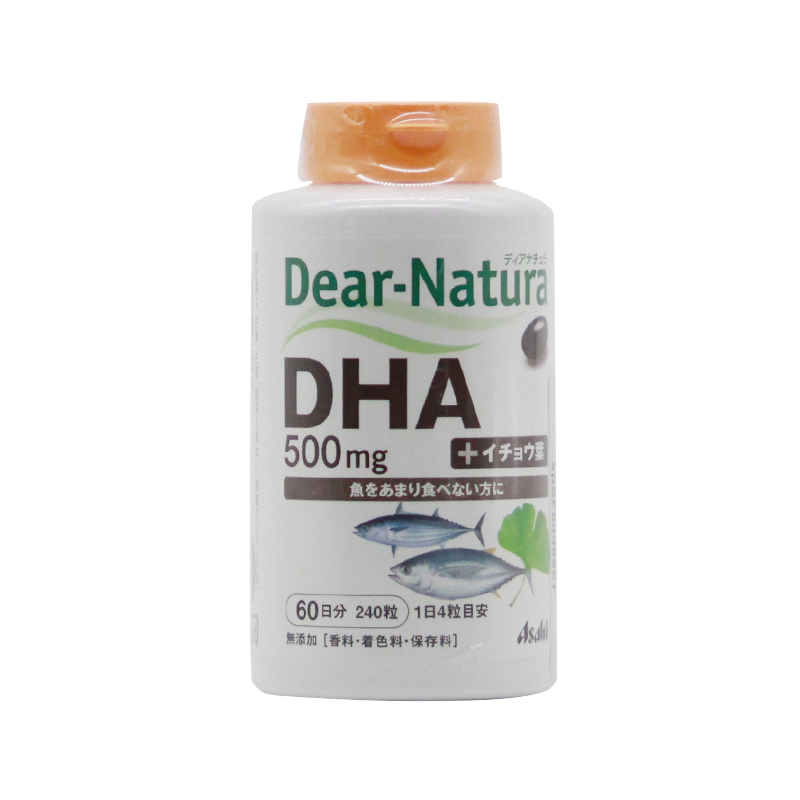 ディアナチュラ
Dear-Natura
DHA
500mg
+イチョウ葉
魚をあまり食べない方に
60日分 240粒 1日4粒目安
無添加［香料・着色料・保存料］
Asahi